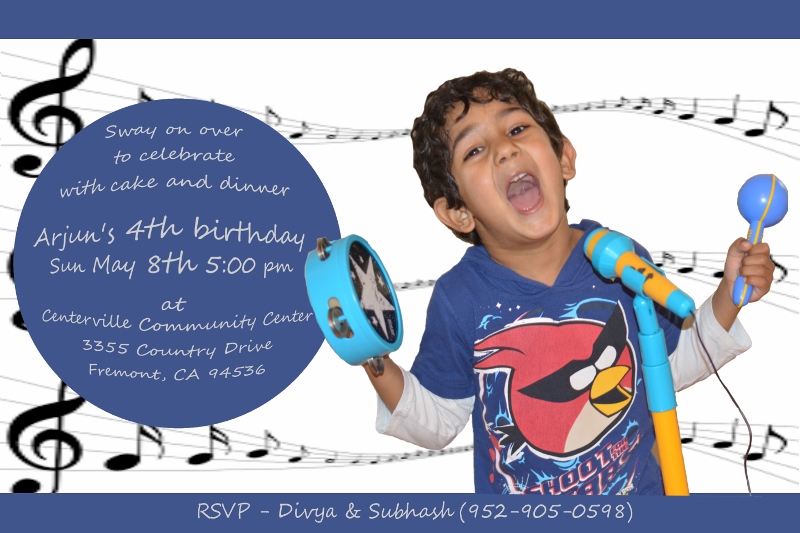 Sway on over
to celebrate
with cake and dinner
Arjun's 4th birthday
Sun May 8th 5:00 pm
at
Centerville Community Center
3355 Country Drive
Fremont, CA 94536
SHOOT
RSVP - Divya & Subhash (952-905-0598)